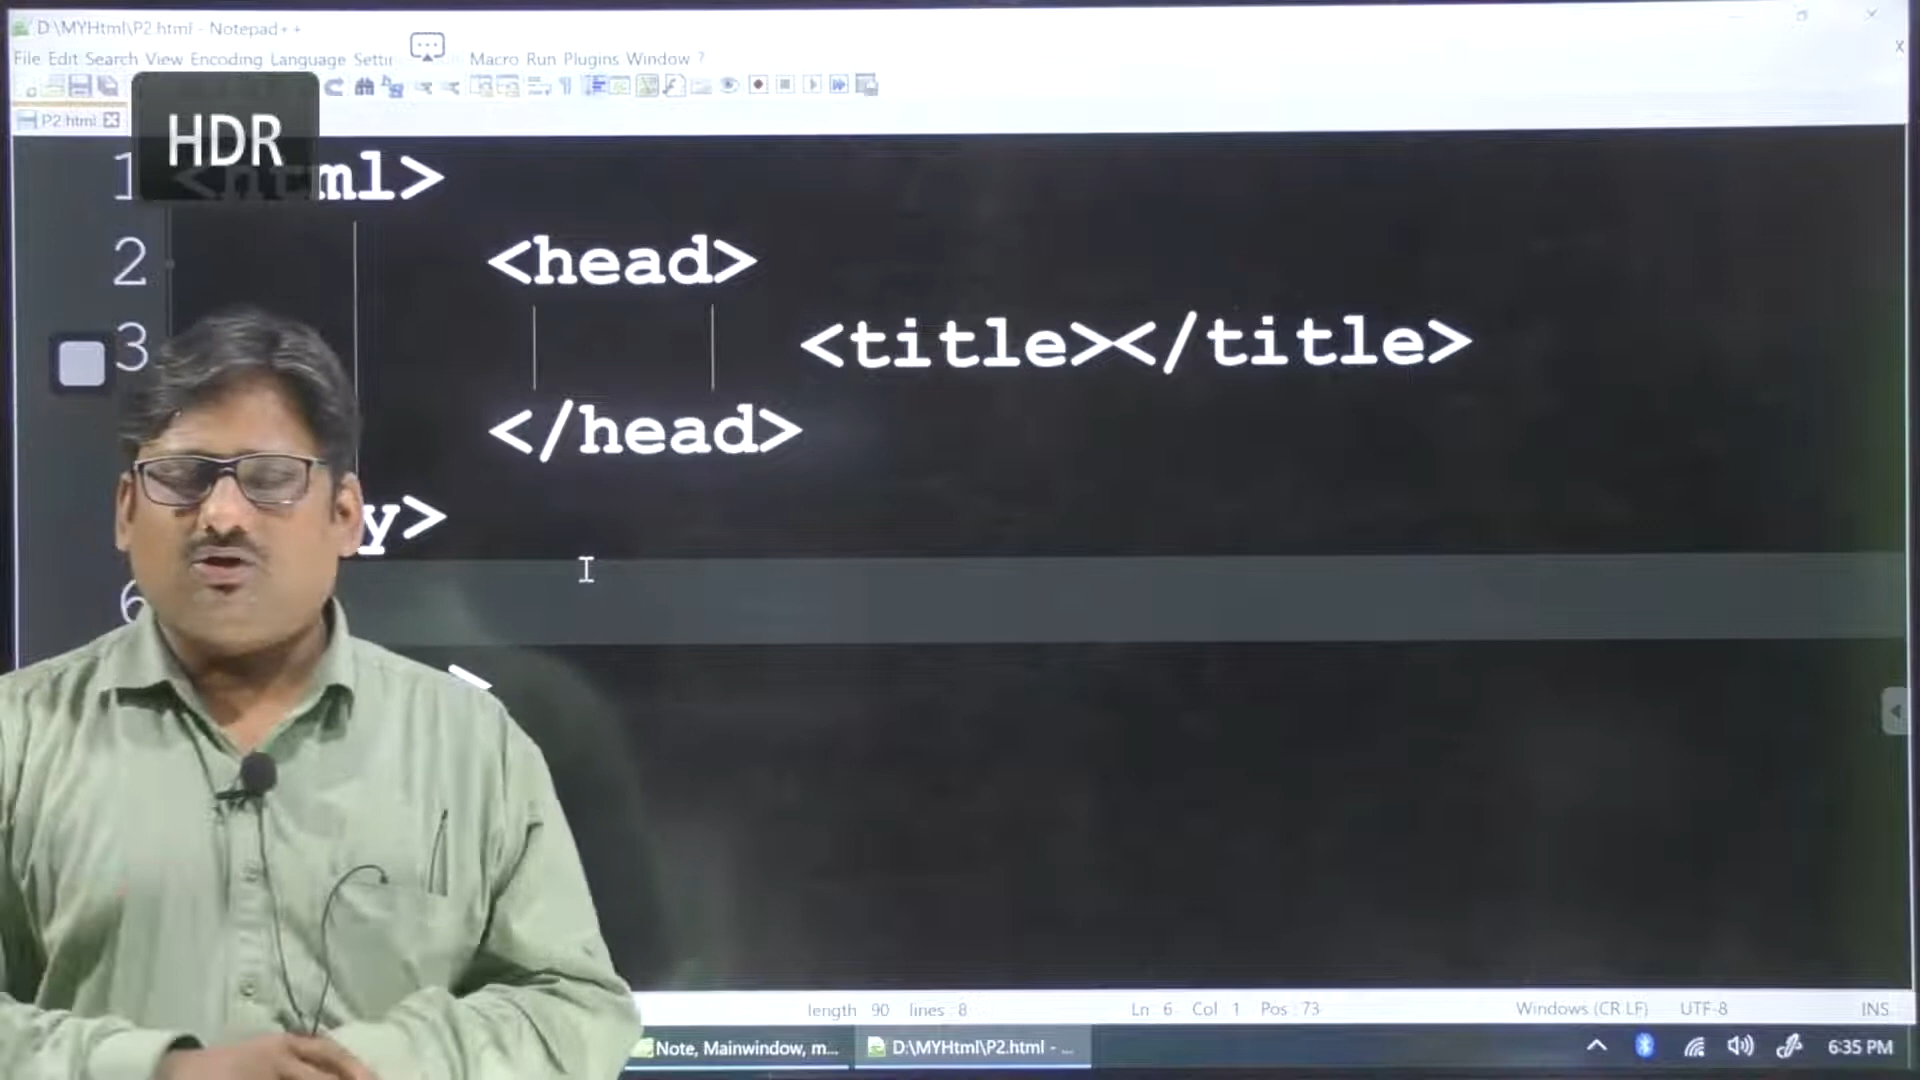 D:\MYHtml\P2.html - Notepad++
File Edit Search View Encoding Language Macro Run Plugins Window ?
P2.html
HDR
1 <html>
2 <head>
3 <title></title>
</head>
y>
6
>
length 90 lines 8 Ln 6 Col 1 Pos 73 Windows (CR LF) UTF-8 INS
Note, Mainwindow, m... D:\MYHtml\P2.html - ... 6:35 PM